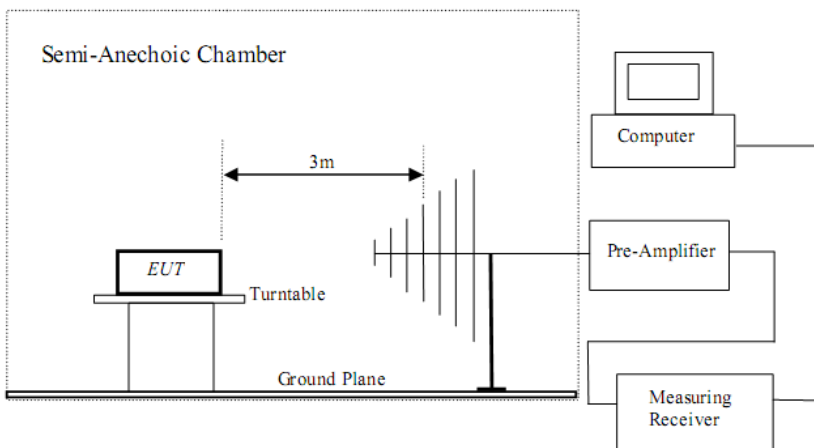 Semi-Anechoic Chamber
Computer
3m
Pre-Amplifier
EUT
Turntable
Ground Plane
Measuring
Receiver